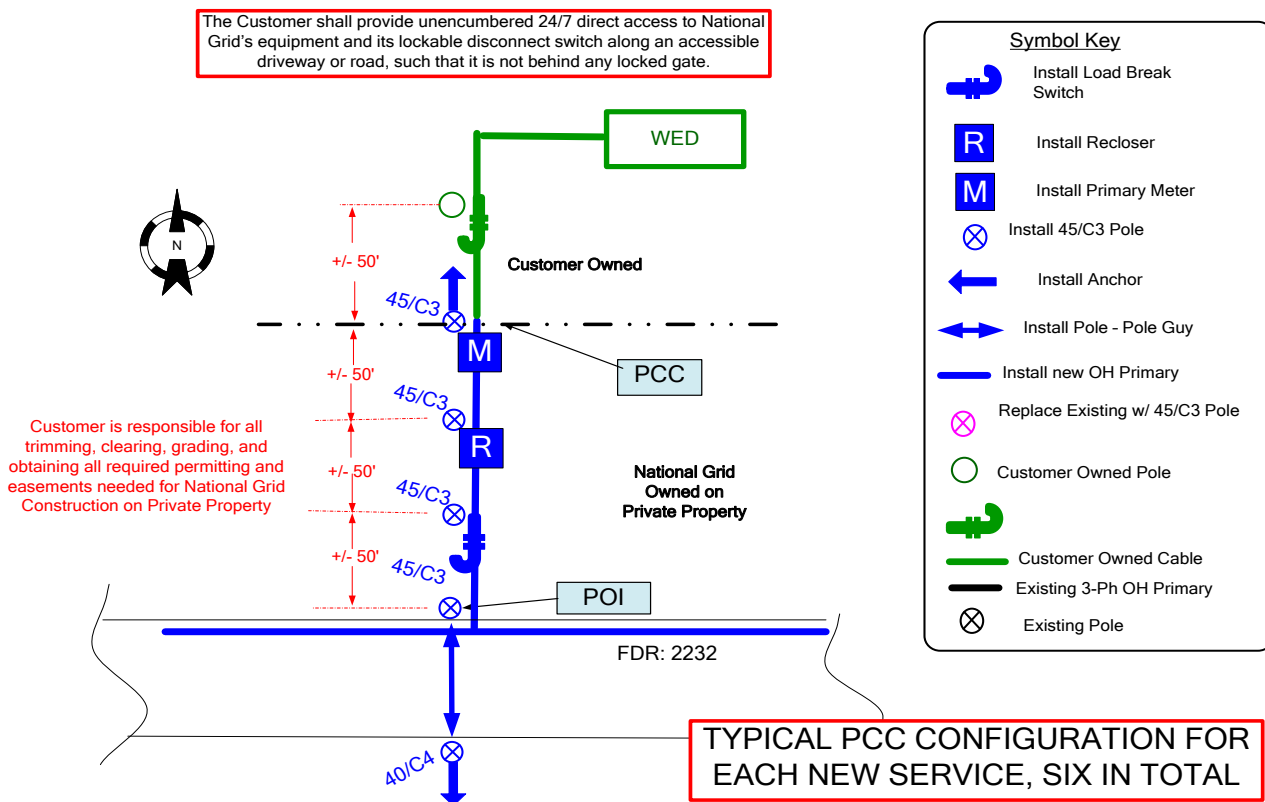 The Customer shall provide unencumbered 24/7 direct access to National
Grid's equipment and its lockable disconnect switch along an accessible
driveway or road, such that it is not behind any locked gate.
WED
N
+/- 50'
Customer Owned
45/C3
M
PCC
+/- 50'
45/C3
R
Customer is responsible for all
trimming, clearing, grading, and
obtaining all required permitting and
easements needed for National Grid
Construction on Private Property
+/- 50'
National Grid
Owned on
Private Property
45/C3
+/- 50'
45/C3
POI
FDR: 2232
40/C4
TYPICAL PCC CONFIGURATION FOR
EACH NEW SERVICE, SIX IN TOTAL
Symbol Key
Install Load Break
Switch
R
Install Recloser
M
Install Primary Meter
Install 45/C3 Pole
Install Anchor
Install Pole - Pole Guy
Install new OH Primary
Replace Existing w/ 45/C3 Pole
Customer Owned Pole
Customer Owned Cable
Existing 3-Ph OH Primary
Existing Pole